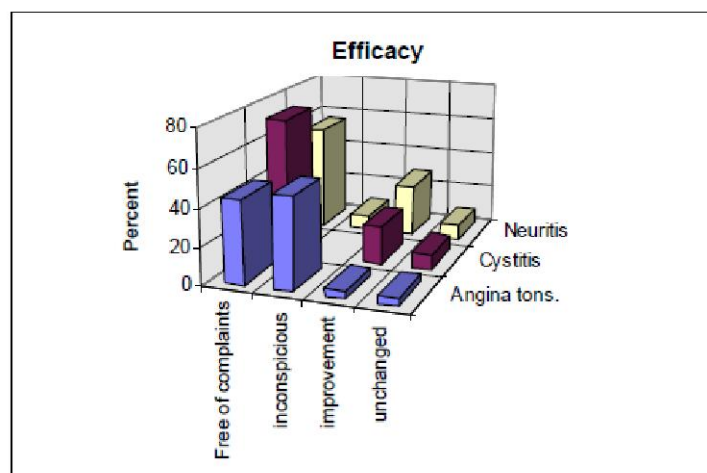 Efficacy
80
60
40
20
0
Percent
Neuritis
Cystitis
Angina tons.
Free of complaints
inconspicious
improvement
unchanged